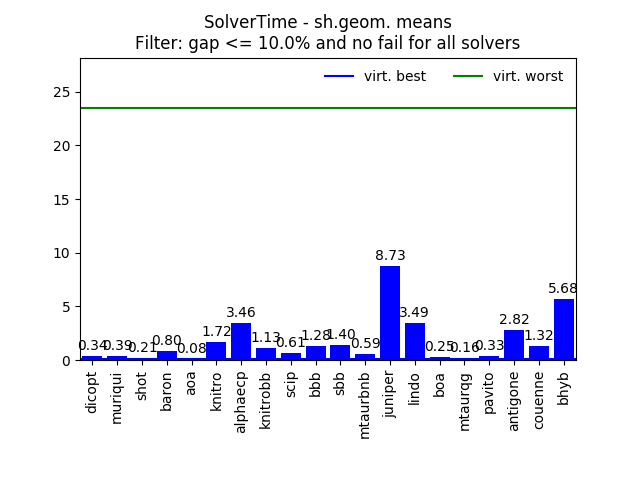 SolverTime - sh.geom. means
Filter: gap <= 10.0% and no fail for all solvers
virt. best
virt. worst
25
20
15
10
5
0
0.34
0.39
0.21
0.80
0.08
1.72
3.46
1.13
0.61
1.28
1.40
0.59
8.73
3.49
0.25
0.16
0.33
2.82
1.32
5.68
dicopt
muriqui
shot
baron
aoa
knitro
alphaecp
knitrobb
scip
bbb
sbb
mtaurbnb
juniper
lindo
boa
mtaurqg
pavito
antigone
couenne
bhyb